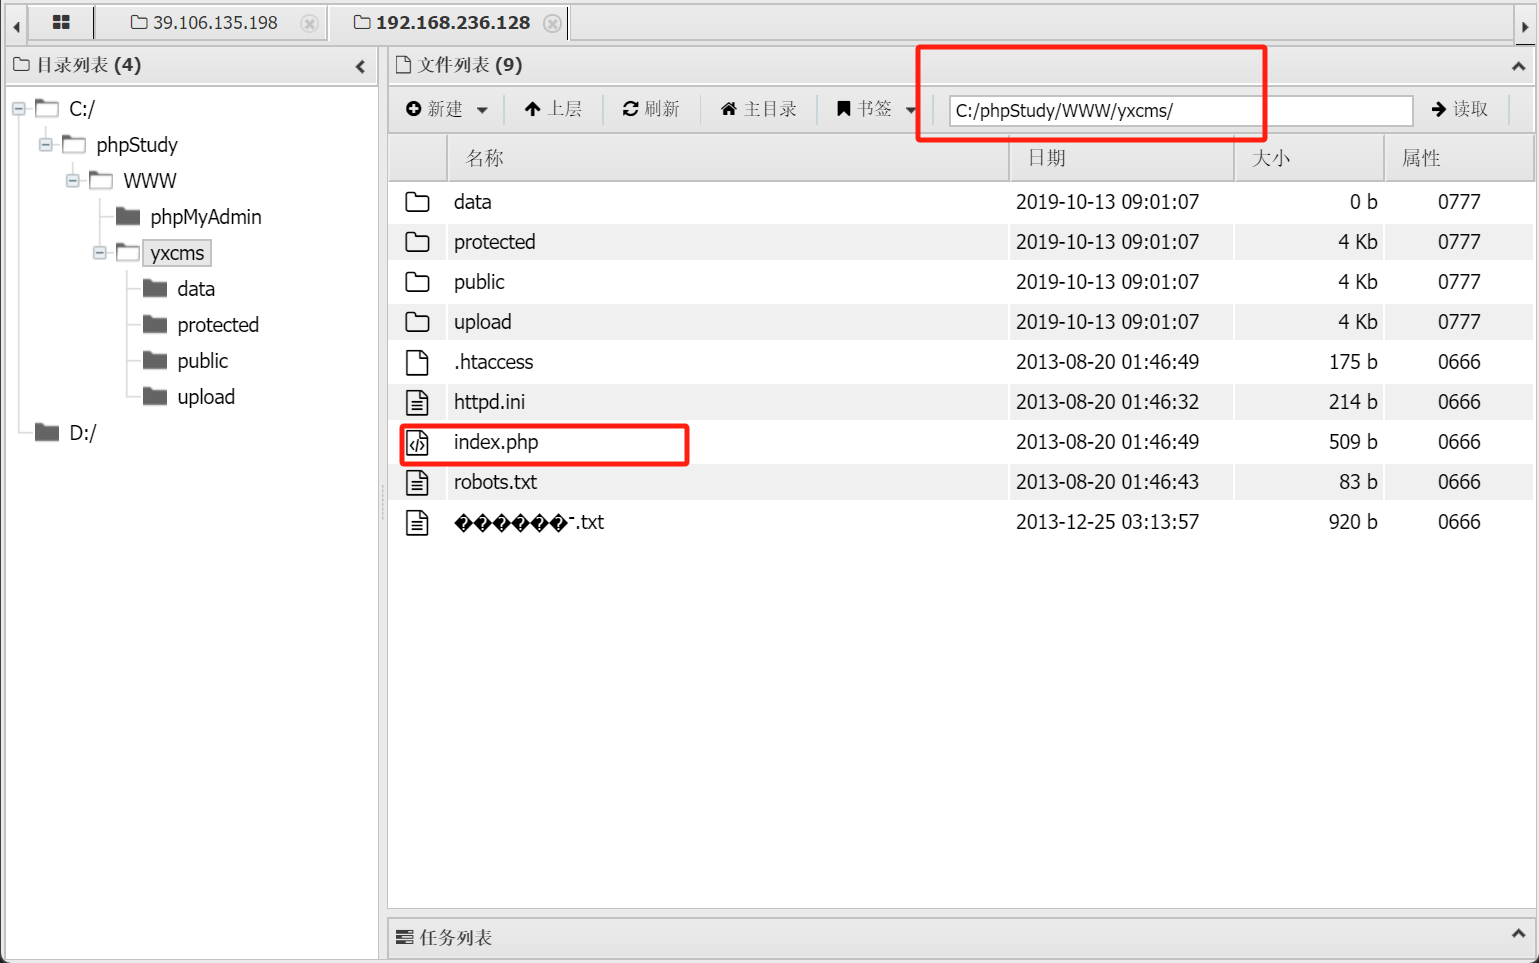 39.106.135.198
192.168.236.128
目录列表 (4)
C:/
phpStudy
WWW
phpMyAdmin
yxcms
data
protected
public
upload
D:/
文件列表 (9)
新建 上层 刷新 主目录 书签 C:/phpStudy/WWW/yxcms/ 读取
名称 日期 大小 属性
data 2019-10-13 09:01:07 0 b 0777
protected 2019-10-13 09:01:07 4 Kb 0777
public 2019-10-13 09:01:07 4 Kb 0777
upload 2019-10-13 09:01:07 4 Kb 0777
.htaccess 2013-08-20 01:46:49 175 b 0666
httpd.ini 2013-08-20 01:46:32 214 b 0666
index.php 2013-08-20 01:46:49 509 b 0666
robots.txt 2013-08-20 01:46:43 83 b 0666
������ˉ.txt 2013-12-25 03:13:57 920 b 0666
任务列表